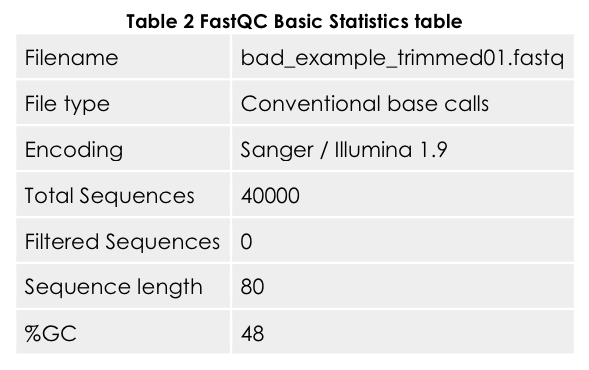 Table 2 FastQC Basic Statistics table
Filename bad_example_trimmed01.fastq
File type Conventional base calls
Encoding Sanger / Illumina 1.9
Total Sequences 40000
Filtered Sequences 0
Sequence length 80
%GC 48